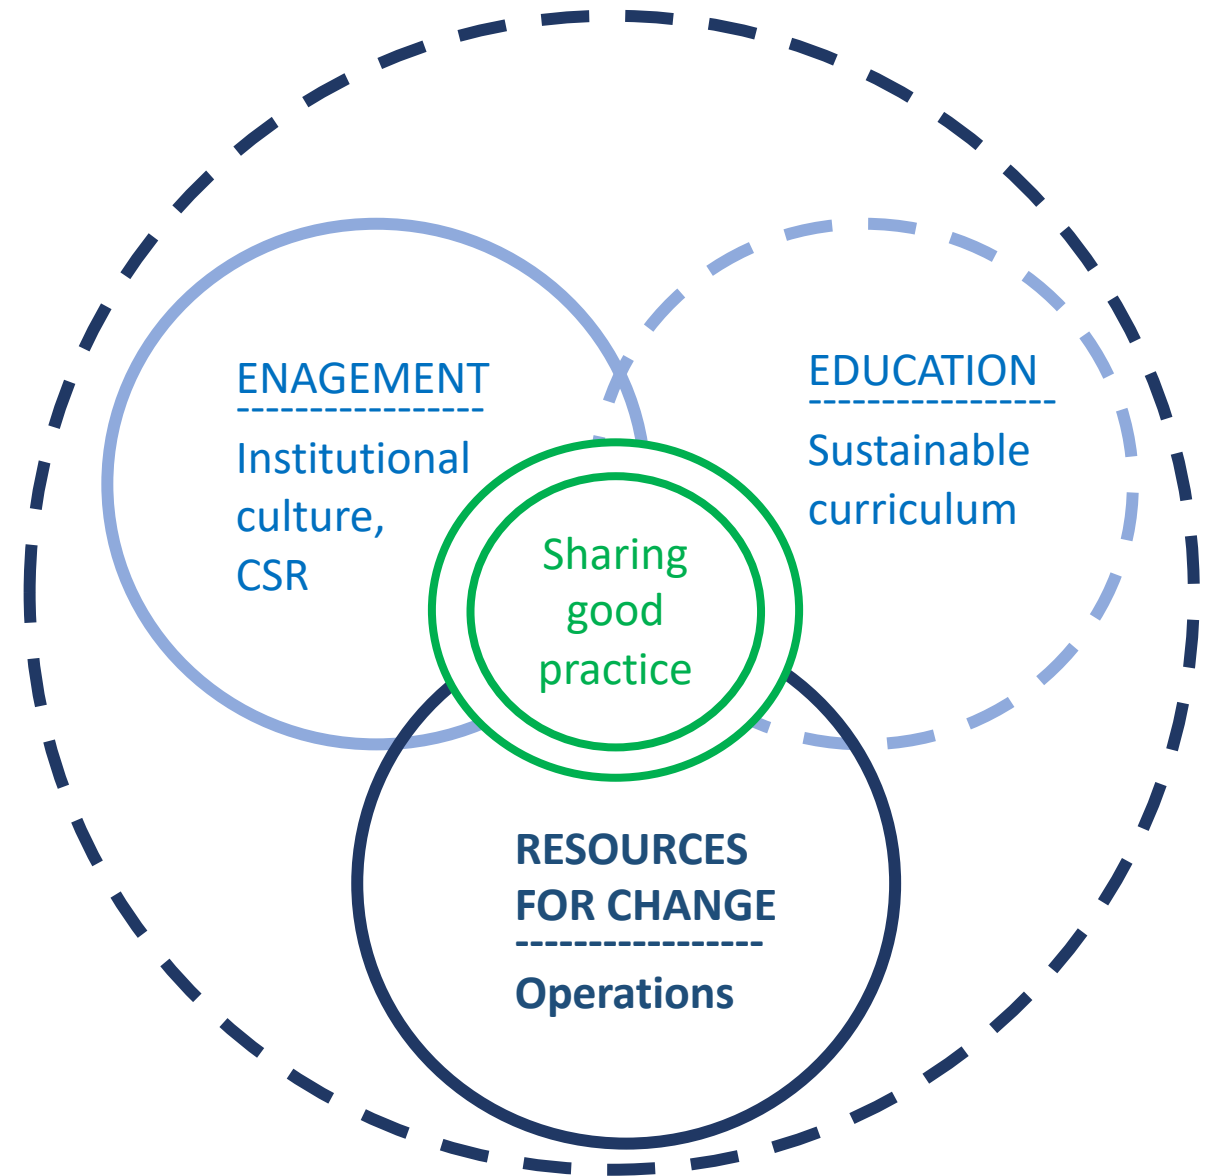 ENAGEMENT
-----------------
Institutional
culture,
CSR
EDUCATION
-----------------
Sustainable
curriculum
Sharing
good
practice
RESOURCES
FOR CHANGE
-----------------
Operations